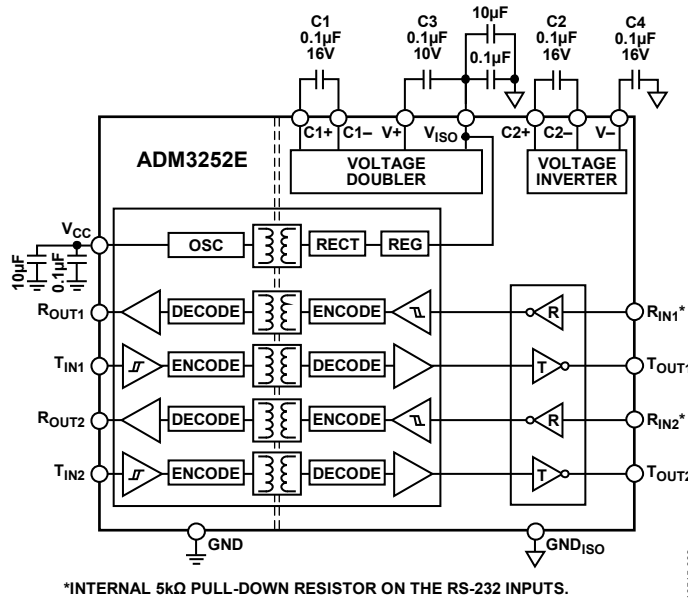 C1
0.1µF
16V
C3
0.1µF
10V
10µF
0.1µF
C2
0.1µF
16V
C4
0.1µF
16V
C1+ C1– V+ VISO C2+ C2– V–
ADM3252E
VOLTAGE
DOUBLER
VOLTAGE
INVERTER
VCC
OSC RECT REG
10µF
0.1µF
ROUT1 DECODE ENCODE R RIN1*
TIN1 ENCODE DECODE T TOUT1
ROUT2 DECODE ENCODE R RIN2*
TIN2 ENCODE DECODE T TOUT2
GND GNDISO
*INTERNAL 5kΩ PULL-DOWN RESISTOR ON THE RS-232 INPUTS.